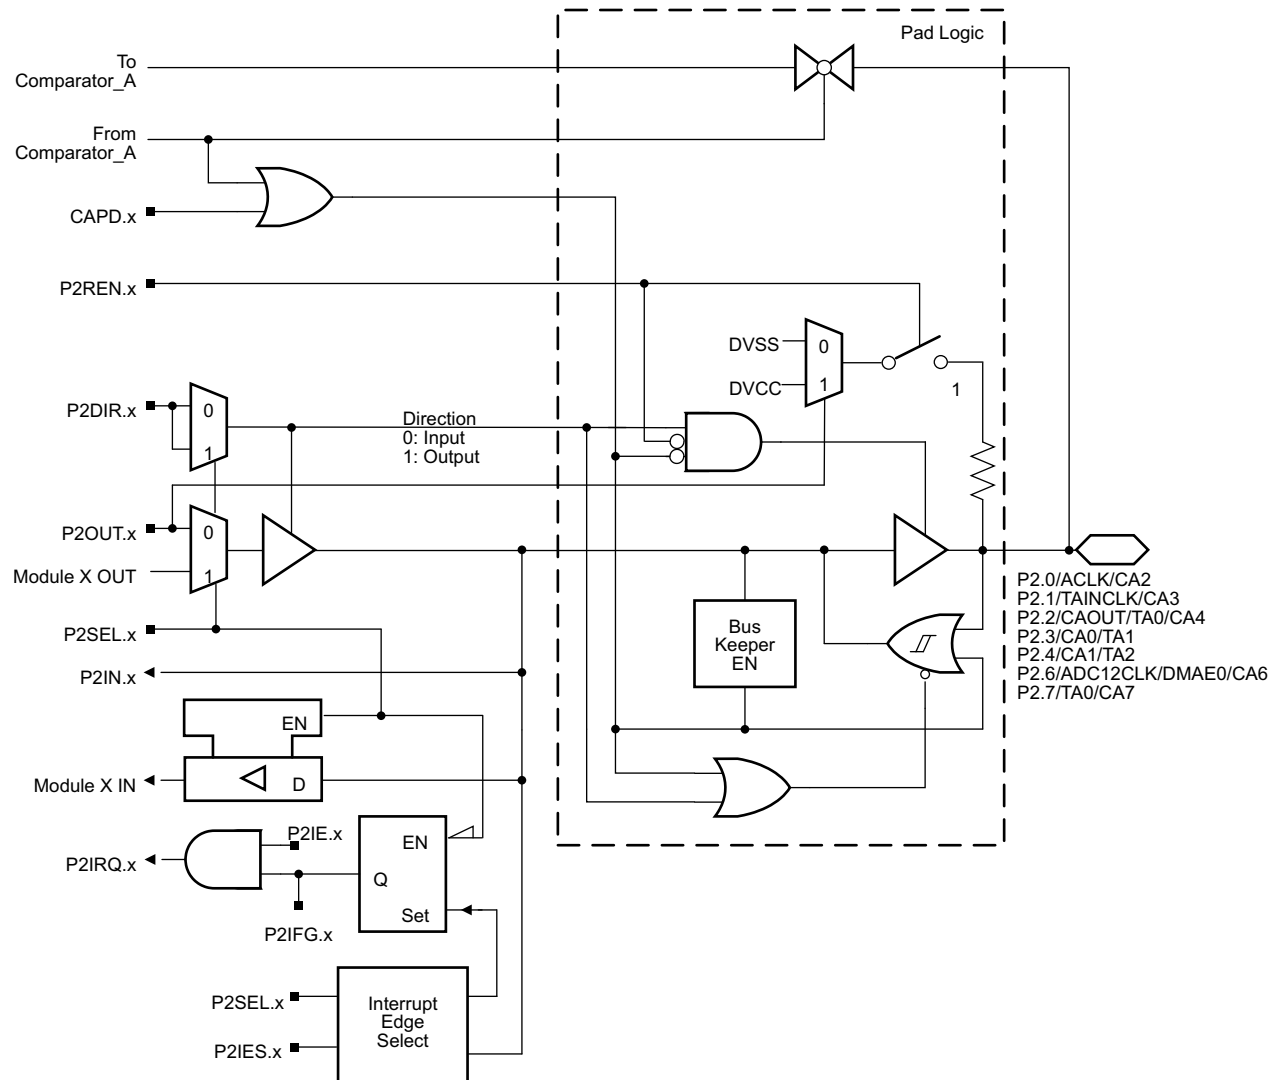 Pad Logic
To
Comparator_A
From
Comparator_A
CAPD.x
P2REN.x
DVSS
0
DVCC
1
1
P2DIR.x
0
1
Direction
0: Input
1: Output
P2OUT.x
0
Module X OUT
1
P2SEL.x
P2IN.x
Bus
Keeper
EN
P2.0/ACLK/CA2
P2.1/TAINCLK/CA3
P2.2/CAOUT/TA0/CA4
P2.3/CA0/TA1
P2.4/CA1/TA2
P2.6/ADC12CLK/DMAE0/CA6
P2.7/TA0/CA7
EN
Module X IN
D
P2IE.x
P2IRQ.x
EN
Q
Set
P2IFG.x
P2SEL.x
P2IES.x
Interrupt
Edge
Select